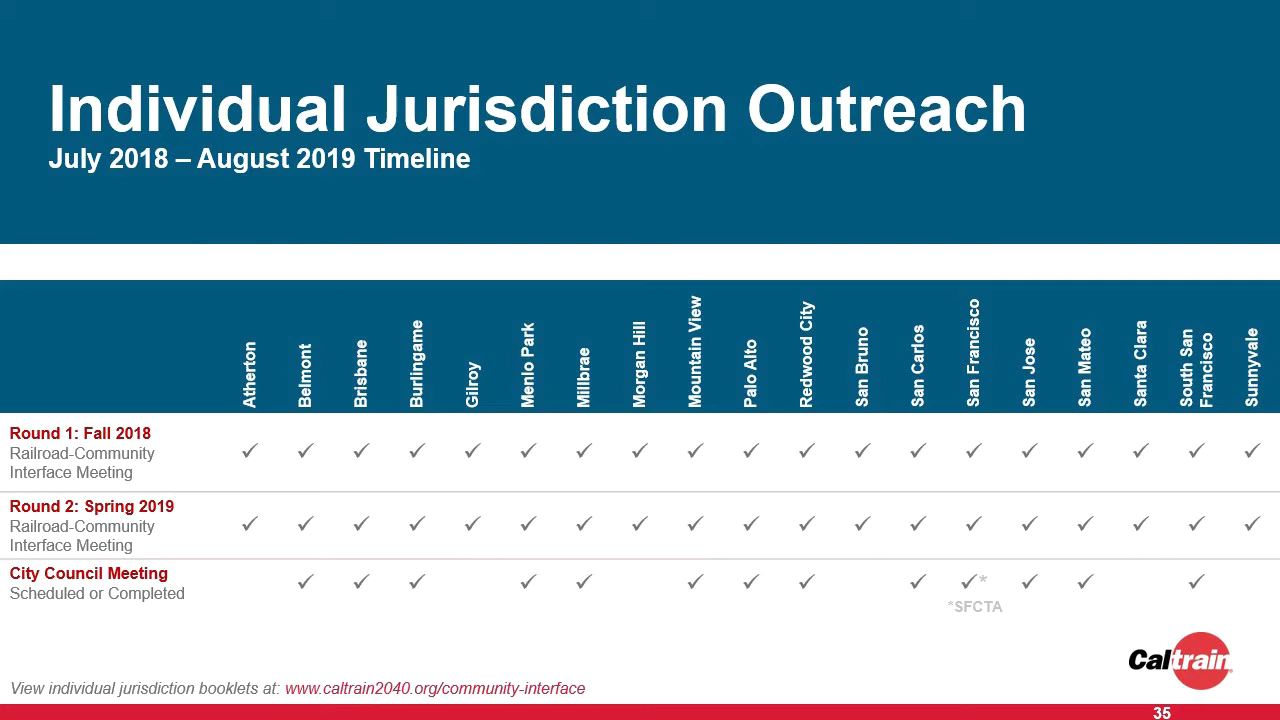 Individual Jurisdiction Outreach
July 2018 – August 2019 Timeline
Atherton
Belmont
Brisbane
Burlingame
Gilroy
Menlo Park
Millbrae
Morgan Hill
Mountain View
Palo Alto
Redwood City
San Bruno
San Carlos
San Francisco
San Jose
San Mateo
Santa Clara
South San
Francisco
Sunnyvale
Round 1: Fall 2018
Railroad-Community
Interface Meeting
✓ ✓ ✓ ✓ ✓ ✓ ✓ ✓ ✓ ✓ ✓ ✓ ✓ ✓ ✓ ✓ ✓ ✓ ✓
Round 2: Spring 2019
Railroad-Community
Interface Meeting
✓ ✓ ✓ ✓ ✓ ✓ ✓ ✓ ✓ ✓ ✓ ✓ ✓ ✓ ✓ ✓ ✓ ✓ ✓
City Council Meeting
Scheduled or Completed
✓ ✓ ✓ ✓ ✓ ✓ ✓ ✓ ✓ ✓* ✓ ✓ ✓
*SFCTA
Caltrain
View individual jurisdiction booklets at: www.caltrain2040.org/community-interface
35